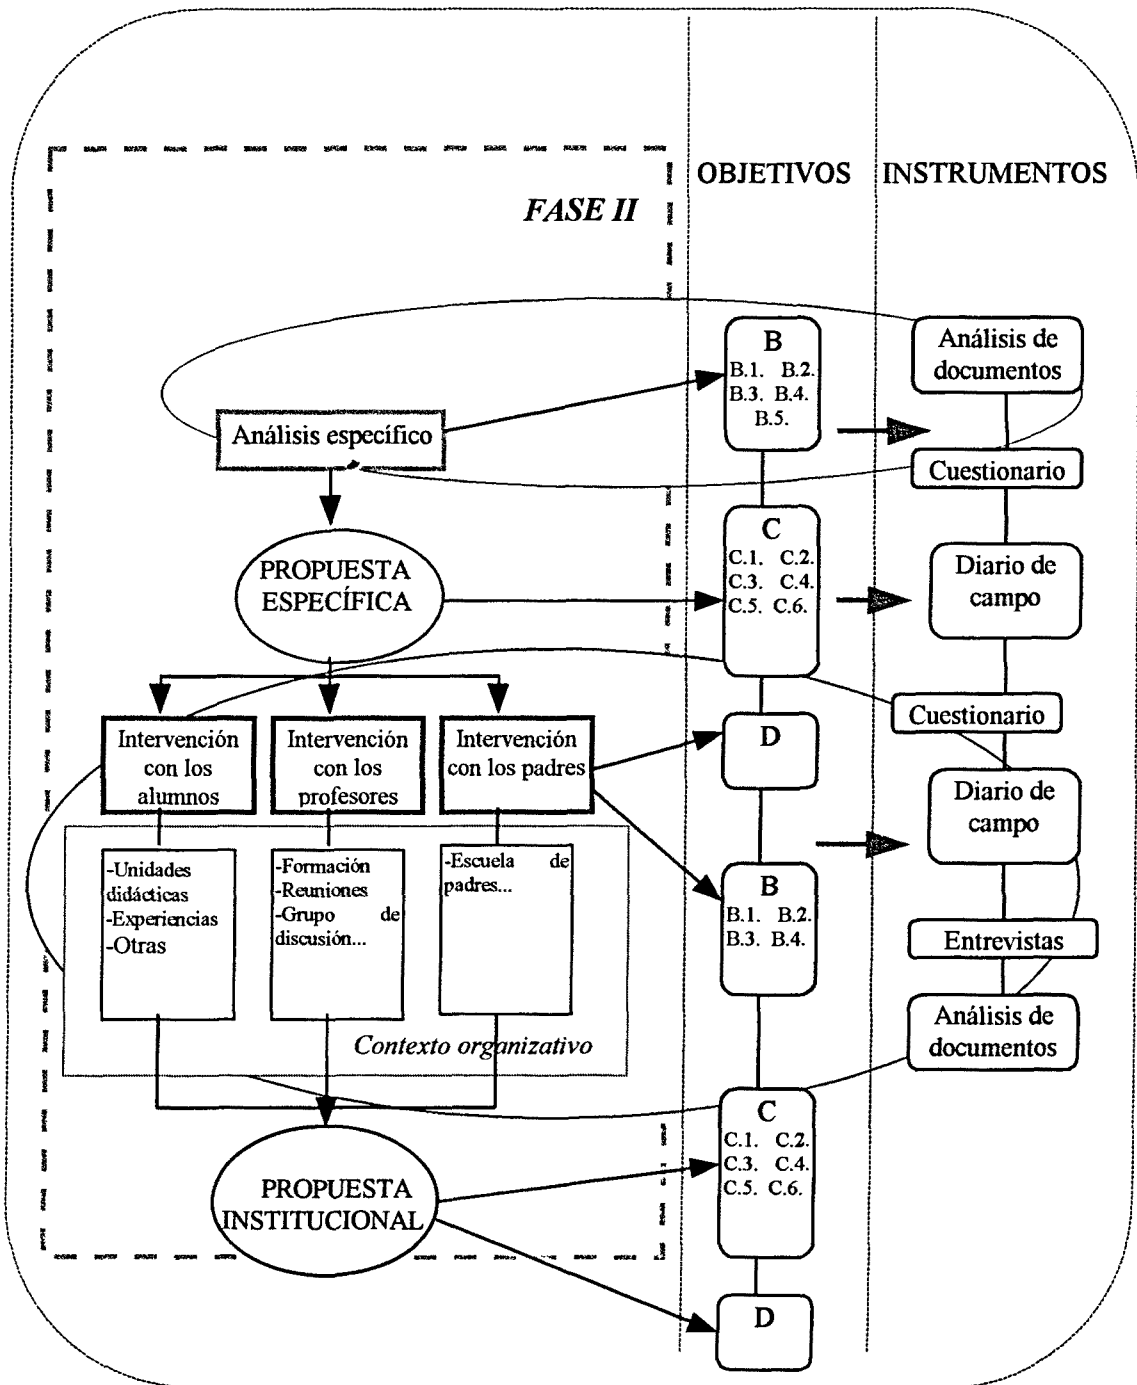 OBJETIVOS
INSTRUMENTOS
FASE II
Análisis específico
PROPUESTA
ESPECÍFICA
Intervención
con los
alumnos
Intervención
con los
profesores
Intervención
con los padres
-Unidades
didácticas
-Experiencias
-Otras
-Formación
-Reuniones
-Grupo de
discusión...
-Escuela de
padres...
Contexto organizativo
PROPUESTA
INSTITUCIONAL
B
B.1. B.2.
B.3. B.4.
B.5.
C
C.1. C.2.
C.3. C.4.
C.5. C.6.
D
B
B.1. B.2.
B.3. B.4.
C
C.1. C.2.
C.3. C.4.
C.5. C.6.
D
Análisis de
documentos
Cuestionario
Diario de
campo
Cuestionario
Diario de
campo
Entrevistas
Análisis de
documentos